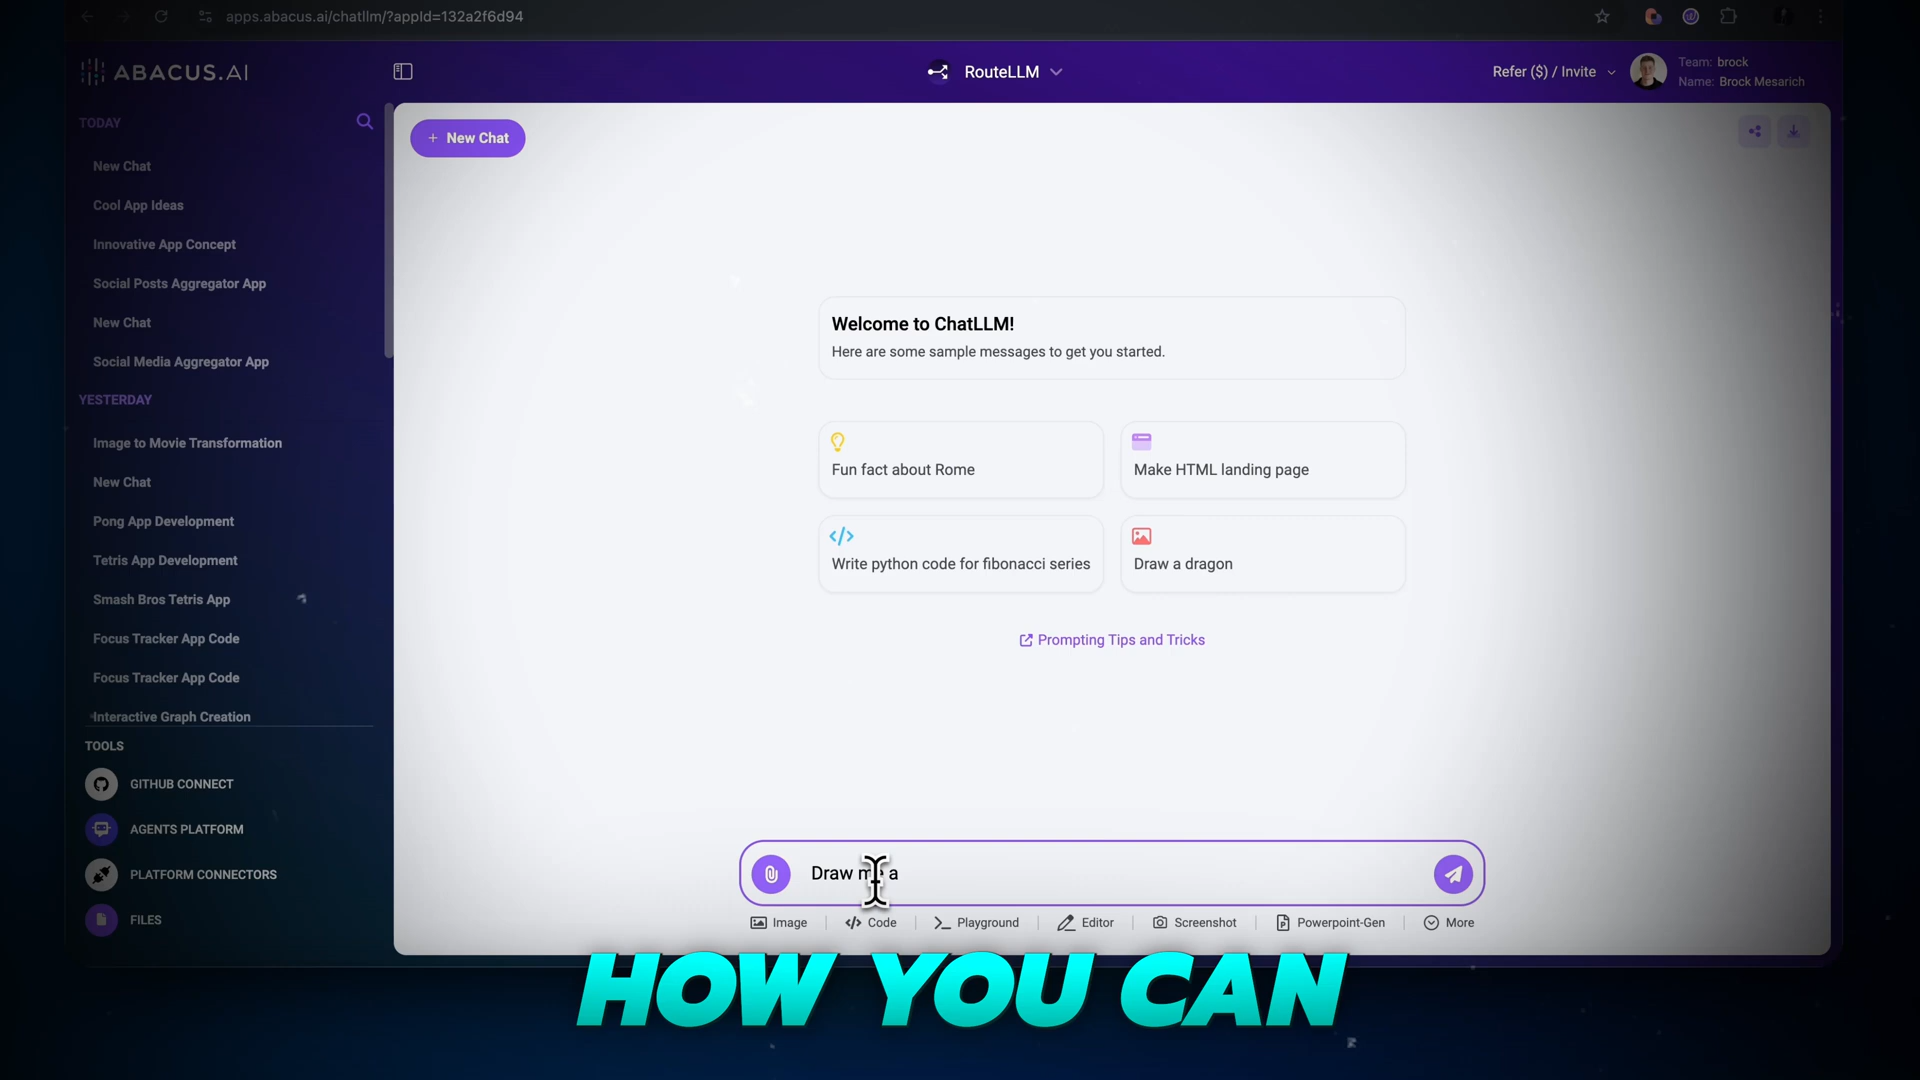 apps.abacus.ai/chatllm/?appId=132a2f6d94
ABACUS.AI
RouteLLM
Refer ($) / Invite
Team: brock
Name: Brock Mesarich
TODAY
New Chat
Cool App Ideas
Innovative App Concept
Social Posts Aggregator App
New Chat
Social Media Aggregator App
YESTERDAY
Image to Movie Transformation
New Chat
Pong App Development
Tetris App Development
Smash Bros Tetris App
Focus Tracker App Code
Focus Tracker App Code
Interactive Graph Creation
TOOLS
GITHUB CONNECT
AGENTS PLATFORM
PLATFORM CONNECTORS
FILES
+ New Chat
Welcome to ChatLLM!
Here are some sample messages to get you started.
Fun fact about Rome
Make HTML landing page
Write python code for fibonacci series
Draw a dragon
Prompting Tips and Tricks
Draw me a
Image
Code
Playground
Editor
Screenshot
Powerpoint-Gen
More
HOW YOU CAN